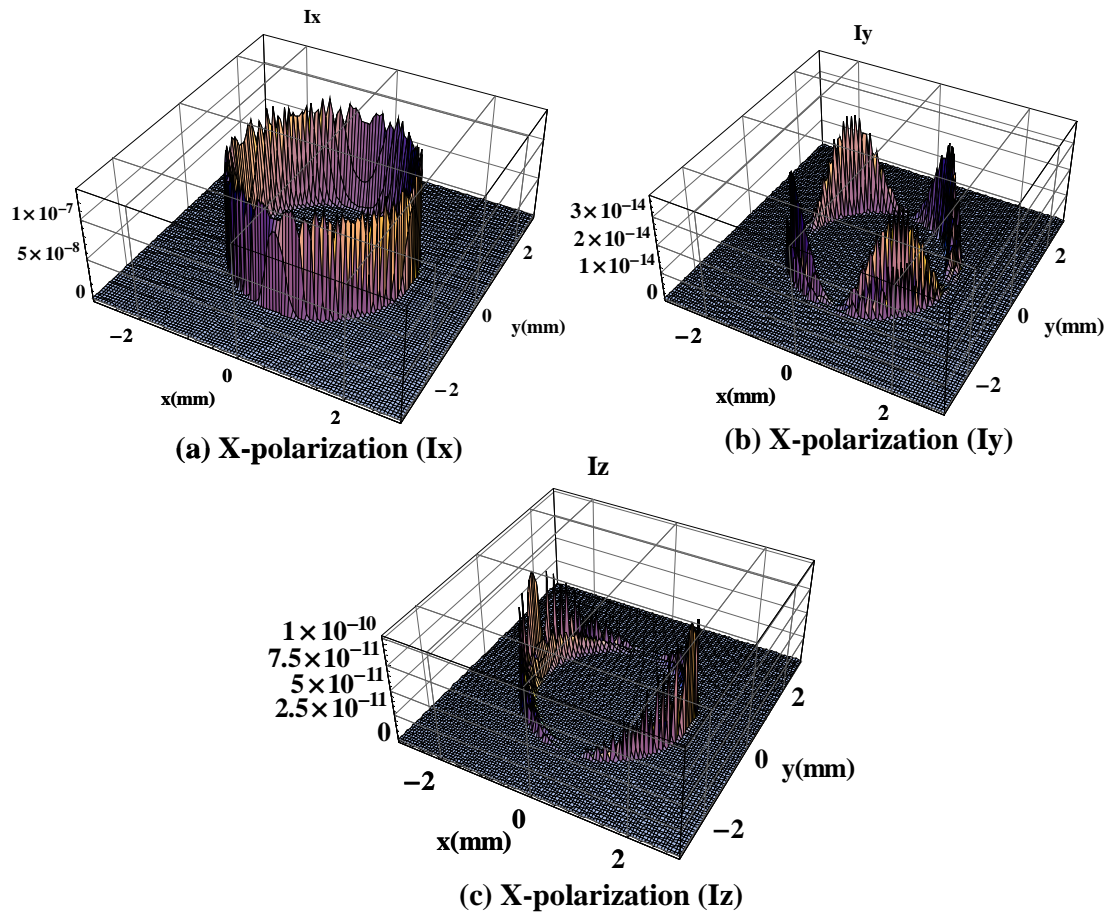 Ix
1×10⁻⁷
5×10⁻⁸
0
−2
0
2
x(mm)
2
0
−2
y(mm)
(a) X-polarization (Ix)
Iy
3×10⁻¹⁴
2×10⁻¹⁴
1×10⁻¹⁴
0
−2
0
2
x(mm)
2
0
−2
y(mm)
(b) X-polarization (Iy)
Iz
1×10⁻¹⁰
7.5×10⁻¹¹
5×10⁻¹¹
2.5×10⁻¹¹
0
−2
0
2
x(mm)
2
0
−2
y(mm)
(c) X-polarization (Iz)